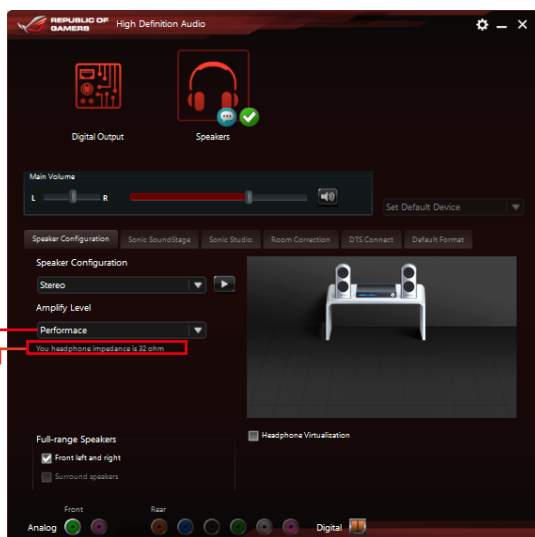 REPUBLIC OF
GAMERS
High Definition Audio
Digital Output
Speakers
Main Volume
L
R
Set Default Device
Speaker Configuration
Sonic SoundStage
Sonic Studio
Room Correction
DTS Connect
Default Format
Speaker Configuration
Stereo
Amplify Level
Performace
You headphone impedance is 32 ohm
Headphone Virtualization
Full-range Speakers
Front left and right
Surround speakers
Front
Rear
Analog
Digital